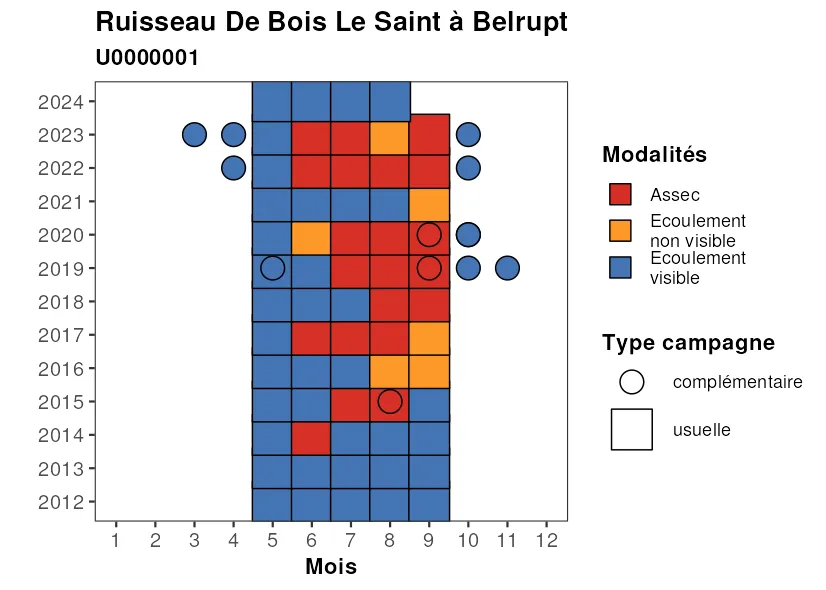 Ruisseau De Bois Le Saint à Belrupt
U0000001
2024
2023
2022
2021
2020
2019
2018
2017
2016
2015
2014
2013
2012
1 2 3 4 5 6 7 8 9 10 11 12
Mois
Modalités
Assec
Ecoulement
non visible
Ecoulement
visible
Type campagne
complémentaire
usuelle